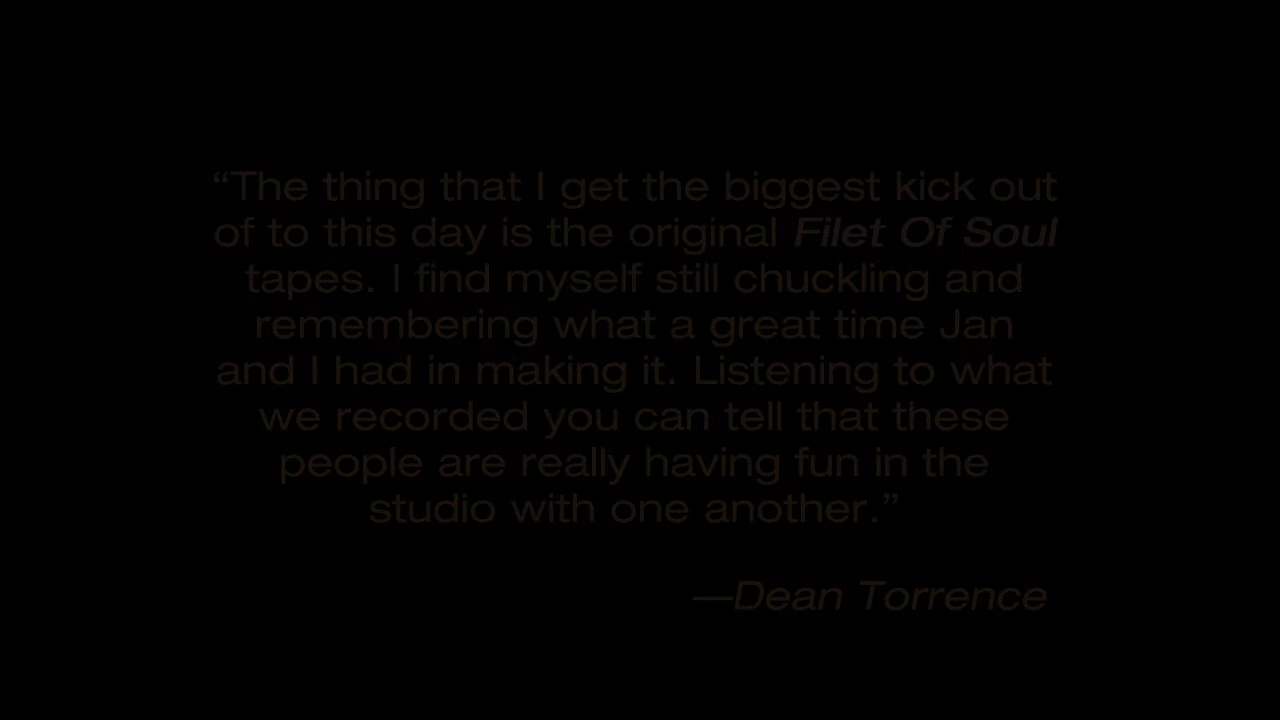 “The thing that I get the biggest kick out
of to this day is the original Filet Of Soul
tapes. I find myself still chuckling and
remembering what a great time Jan
and I had in making it. Listening to what
we recorded you can tell that these
people are really having fun in the
studio with one another.”
—Dean Torrence